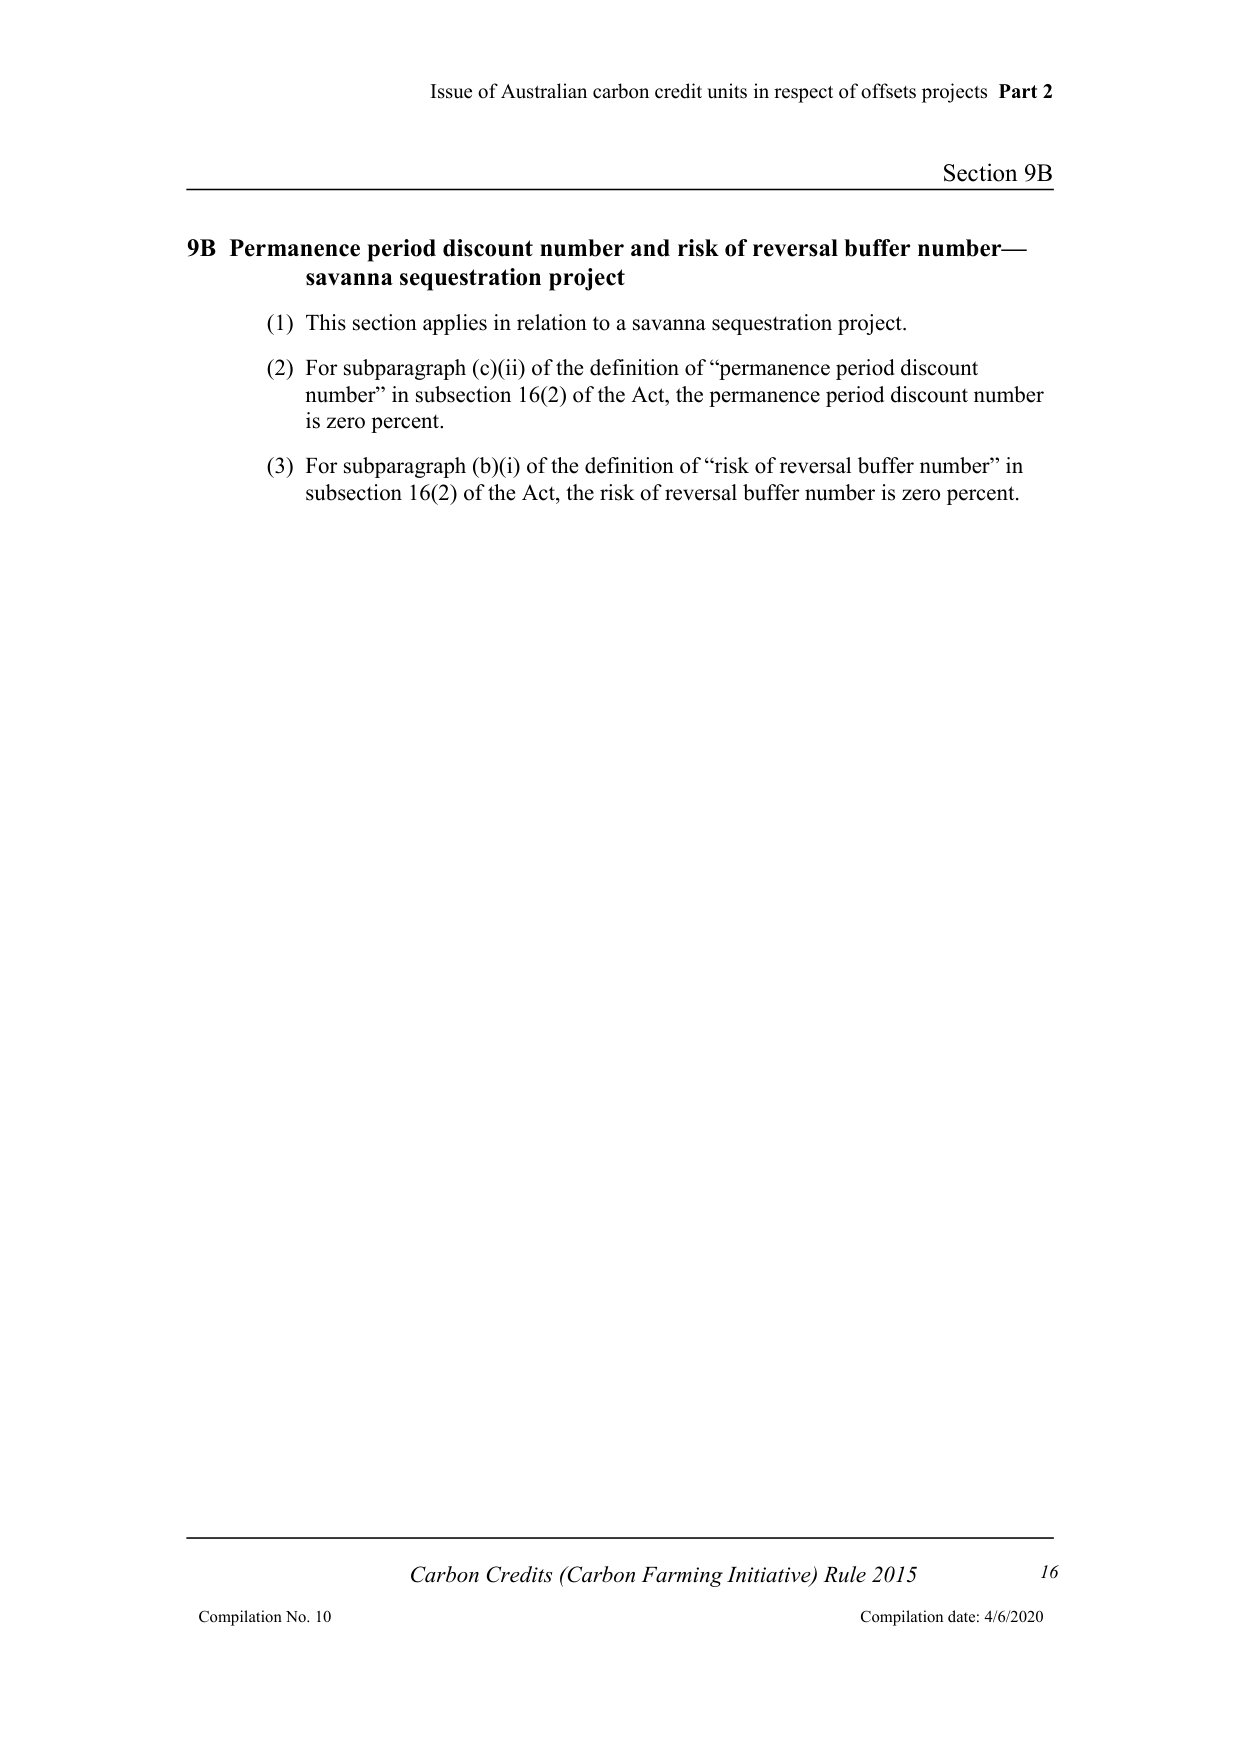 Issue of Australian carbon credit units in respect of offsets projects  Part 2
Section 9B
9B  Permanence period discount number and risk of reversal buffer number—
savanna sequestration project
(1)  This section applies in relation to a savanna sequestration project.
(2)  For subparagraph (c)(ii) of the definition of “permanence period discount
number” in subsection 16(2) of the Act, the permanence period discount number
is zero percent.
(3)  For subparagraph (b)(i) of the definition of “risk of reversal buffer number” in
subsection 16(2) of the Act, the risk of reversal buffer number is zero percent.
Carbon Credits (Carbon Farming Initiative) Rule 2015  16
Compilation No. 10  Compilation date: 4/6/2020